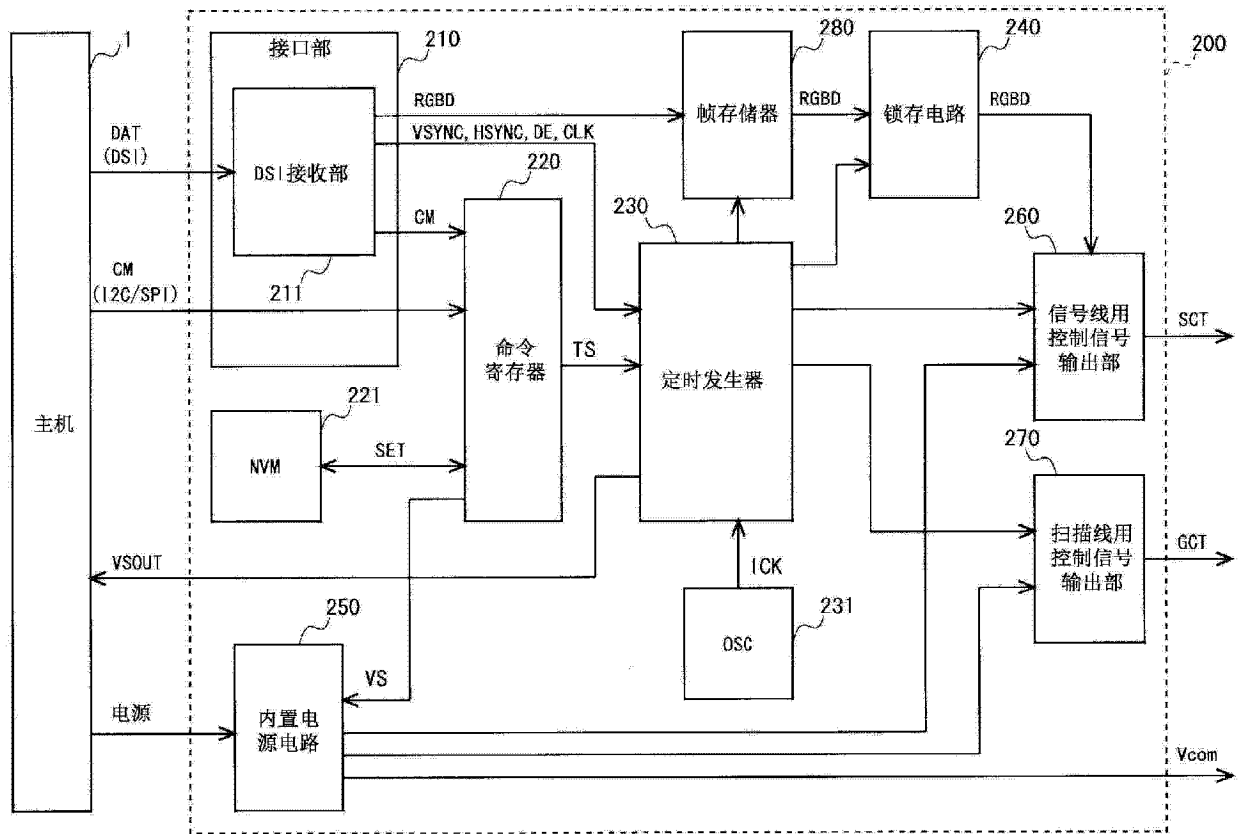 1
接口部
210
280
240
200
RGBD
RGBD
RGBD
帧存储器
锁存电路
VSYNC, HSYNC, DE, CLK
DAT
(DSI)
DSI接收部
220
CM
230
260
CM
(I2C/SPI)
211
信号线用
控制信号
输出部
SCT
命令
寄存器
TS
定时发生器
主机
221
NVM
SET
270
扫描线用
控制信号
输出部
GCT
VSOUT
ICK
250
231
OSC
VS
电源
内置电
源电路
Vcom